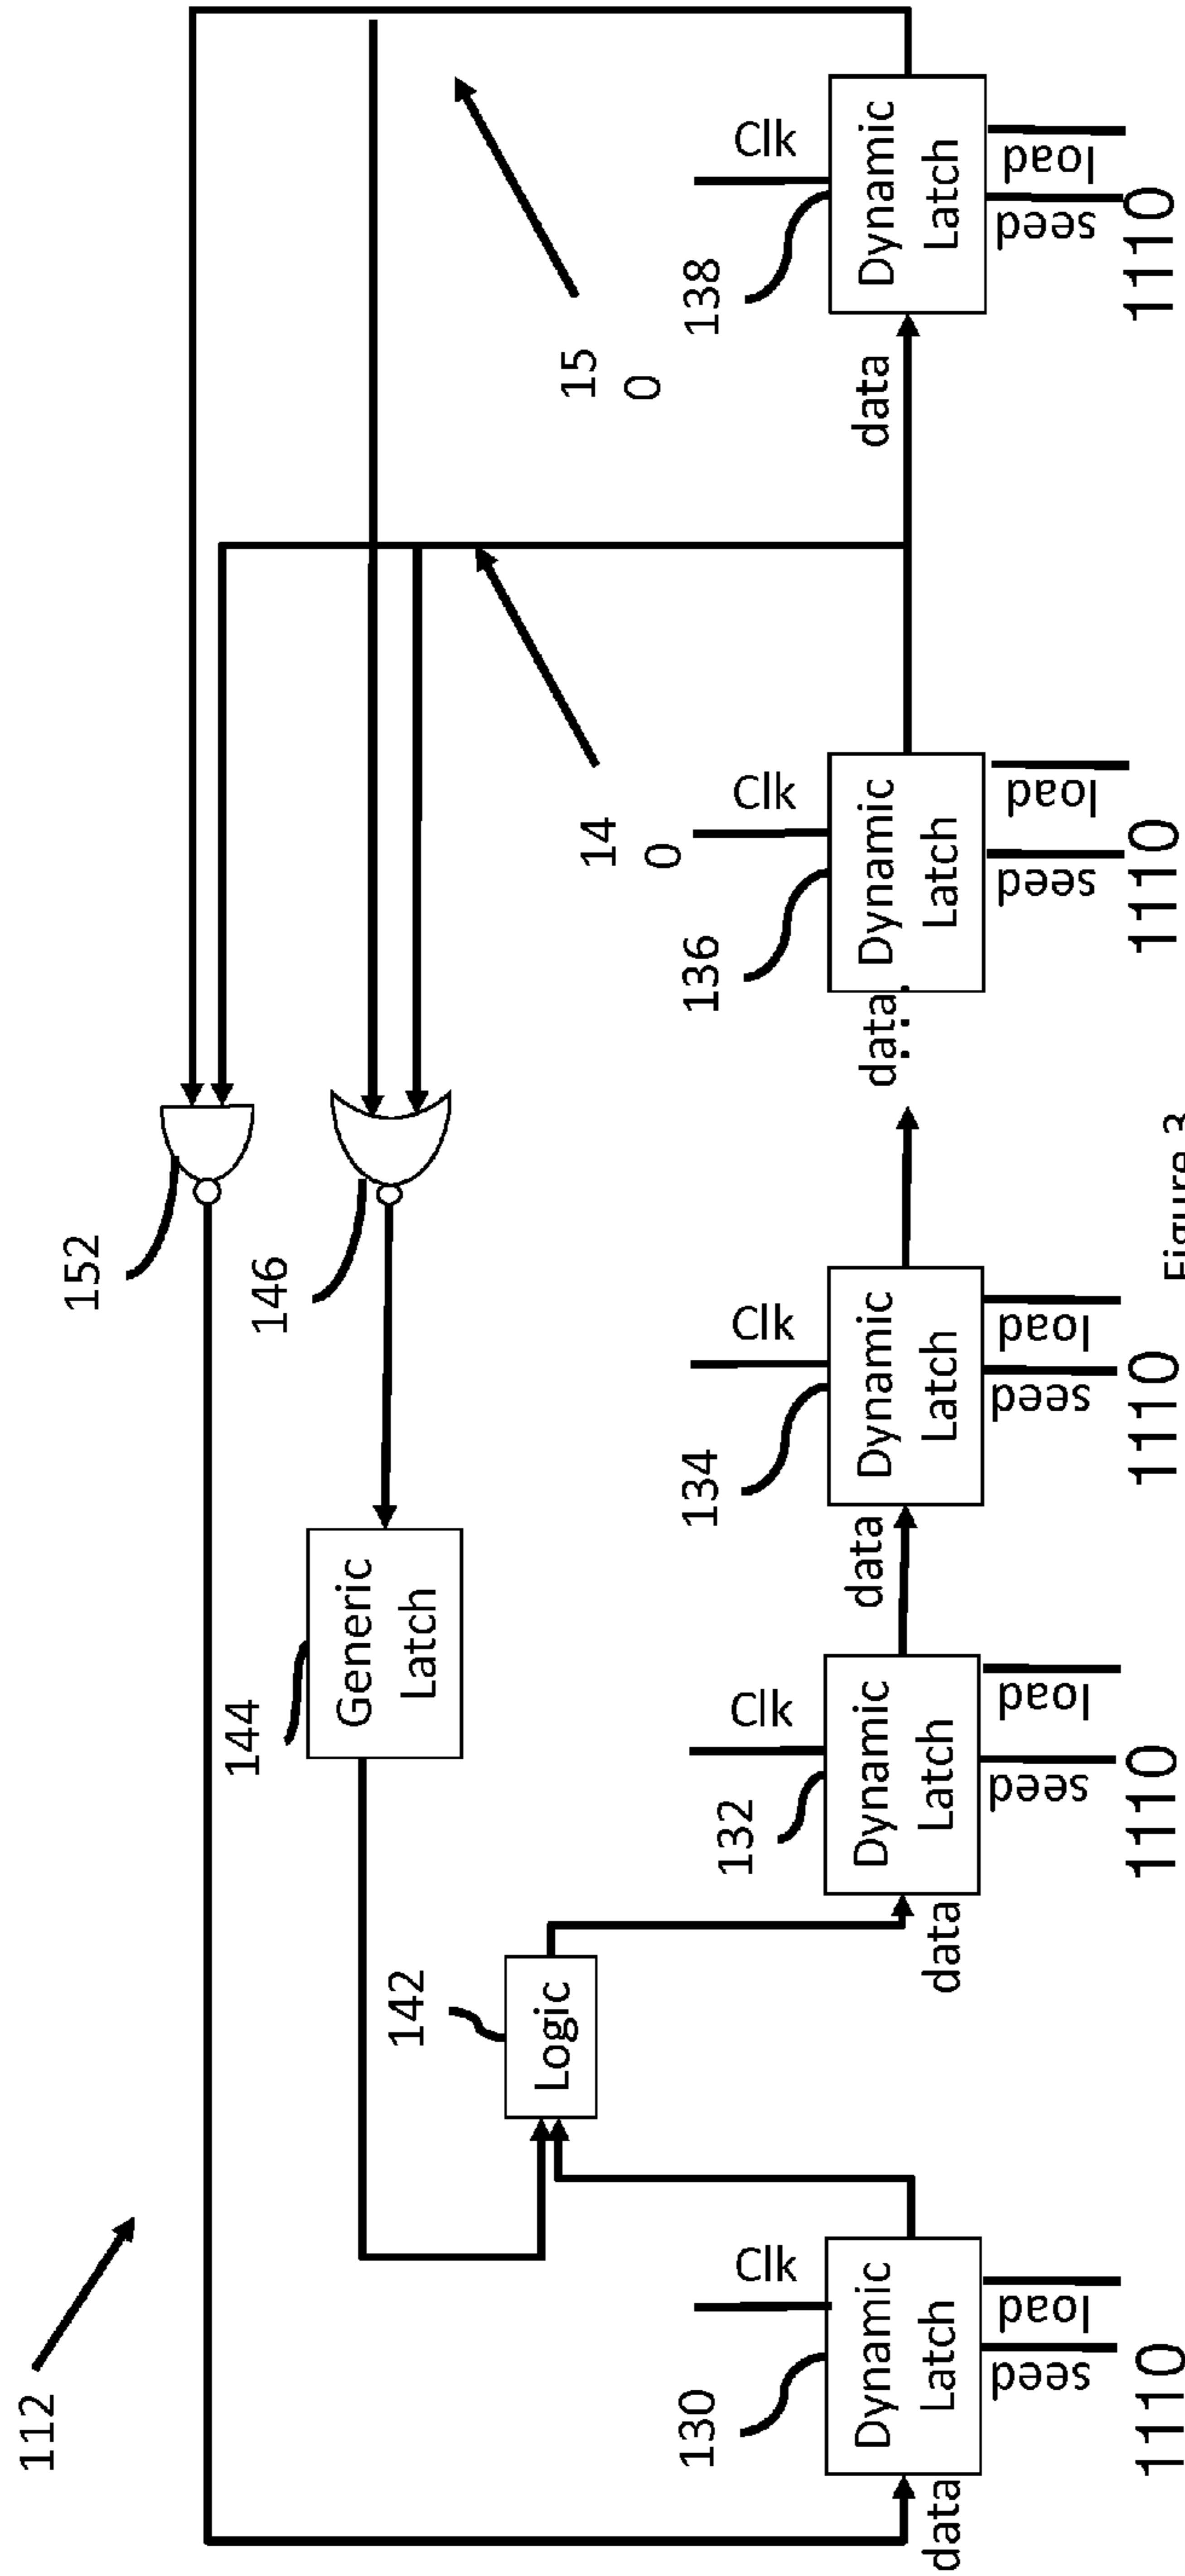 112
152
146
144
Generic
Latch
142
Logic
15
0
14
0
130
Clk
132
Clk
134
Clk
136
Clk
138
Clk
data
Dynamic
Latch
data
Dynamic
Latch
data
Dynamic
Latch
data
Dynamic
Latch
data
Dynamic
Latch
seed
load
seed
load
seed
load
seed
load
seed
load
1110
1110
1110
1110
1110
Figure 3